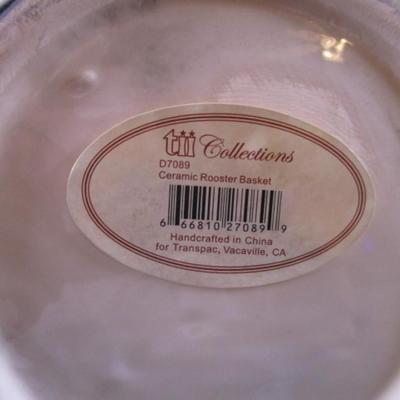 tii Collections
D7089
Ceramic Rooster Basket
6 66810 27089 9
Handcrafted in China
for Transpac, Vacaville, CA